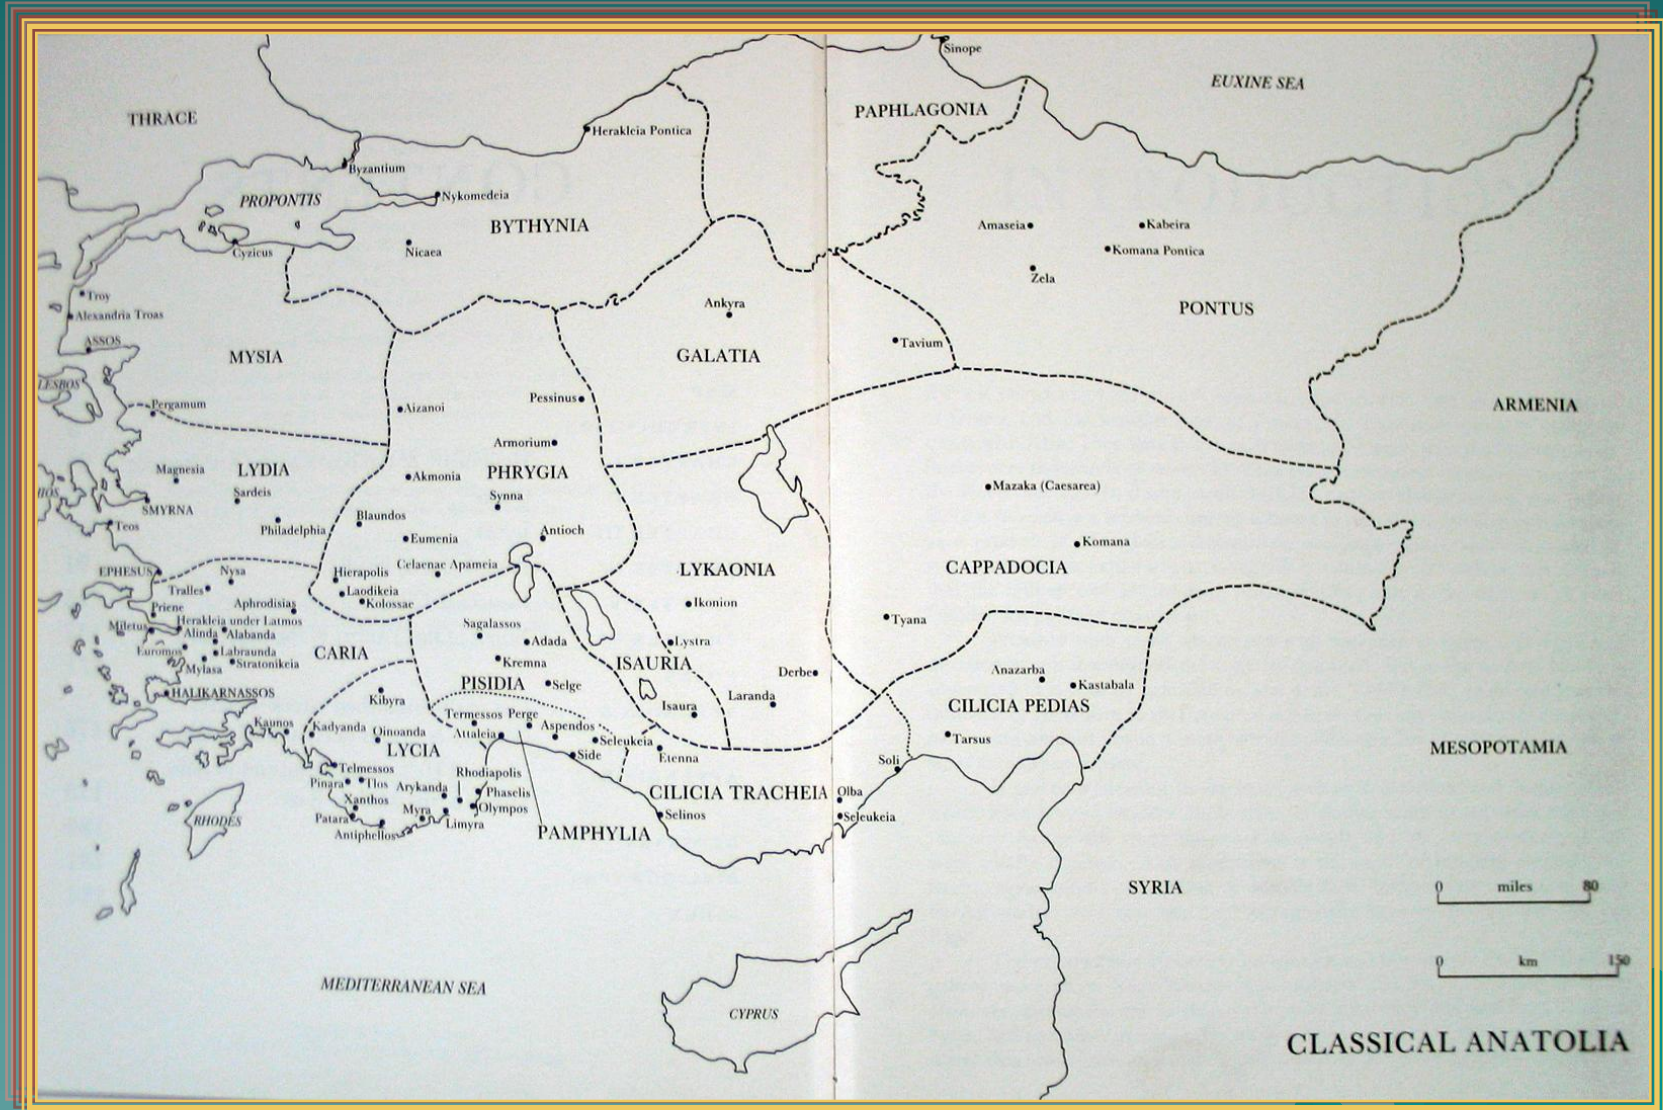 Sinope
EUXINE SEA
PAPHLAGONIA
THRACE
Herakleia Pontica
Byzantium
PROPONTIS
Nykomedeia
BYTHYNIA
Amaseia
Kabeira
Cyzicus
Nicaea
Komana Pontica
Zela
Troy
Ankyra
PONTUS
Alexandria Troas
ASSOS
Tavium
MYSIA
GALATIA
LESBOS
Pergamum
Aizanoi
Pessinus
ARMENIA
Armorium
Magnesia
LYDIA
Akmonia
PHRYGIA
Mazaka (Caesarea)
Sardeis
Synna
SMYRNA
Blaundos
Teos
Philadelphia
Eumenia
Antioch
Komana
EPHESUS
Nysa
Hierapolis
Celaenae Apameia
LYKAONIA
CAPPADOCIA
Tralles
Laodikeia
Priene
Aphrodisias
Kolossae
Ikonion
Miletus
Herakleia under Latmos
Sagalassos
Tyana
Alinda
Alabanda
Euromos
Labraunda
CARIA
Adada
Lystra
Mylasa
Stratonikeia
Kremna
ISAURIA
Derbe
Anazarba
HALIKARNASSOS
Kibyra
PISIDIA
Selge
Laranda
Kastabala
Isaura
CILICIA PEDIAS
Kaunos
Kadyanda
Oinoanda
Termessos
Perge
Aspendos
Attaleia
Seleukeia
Tarsus
LYCIA
Side
Etenna
MESOPOTAMIA
Telmessos
Rhodiapolis
Soli
Pinara
Tlos
Arykanda
Phaselis
CILICIA TRACHEIA
Olba
Xanthos
Myra
Olympos
Selinos
Seleukeia
RHODES
Patara
Limyra
Antiphellos
PAMPHYLIA
SYRIA
0 miles 80
0 km 150
MEDITERRANEAN SEA
CYPRUS
CLASSICAL ANATOLIA